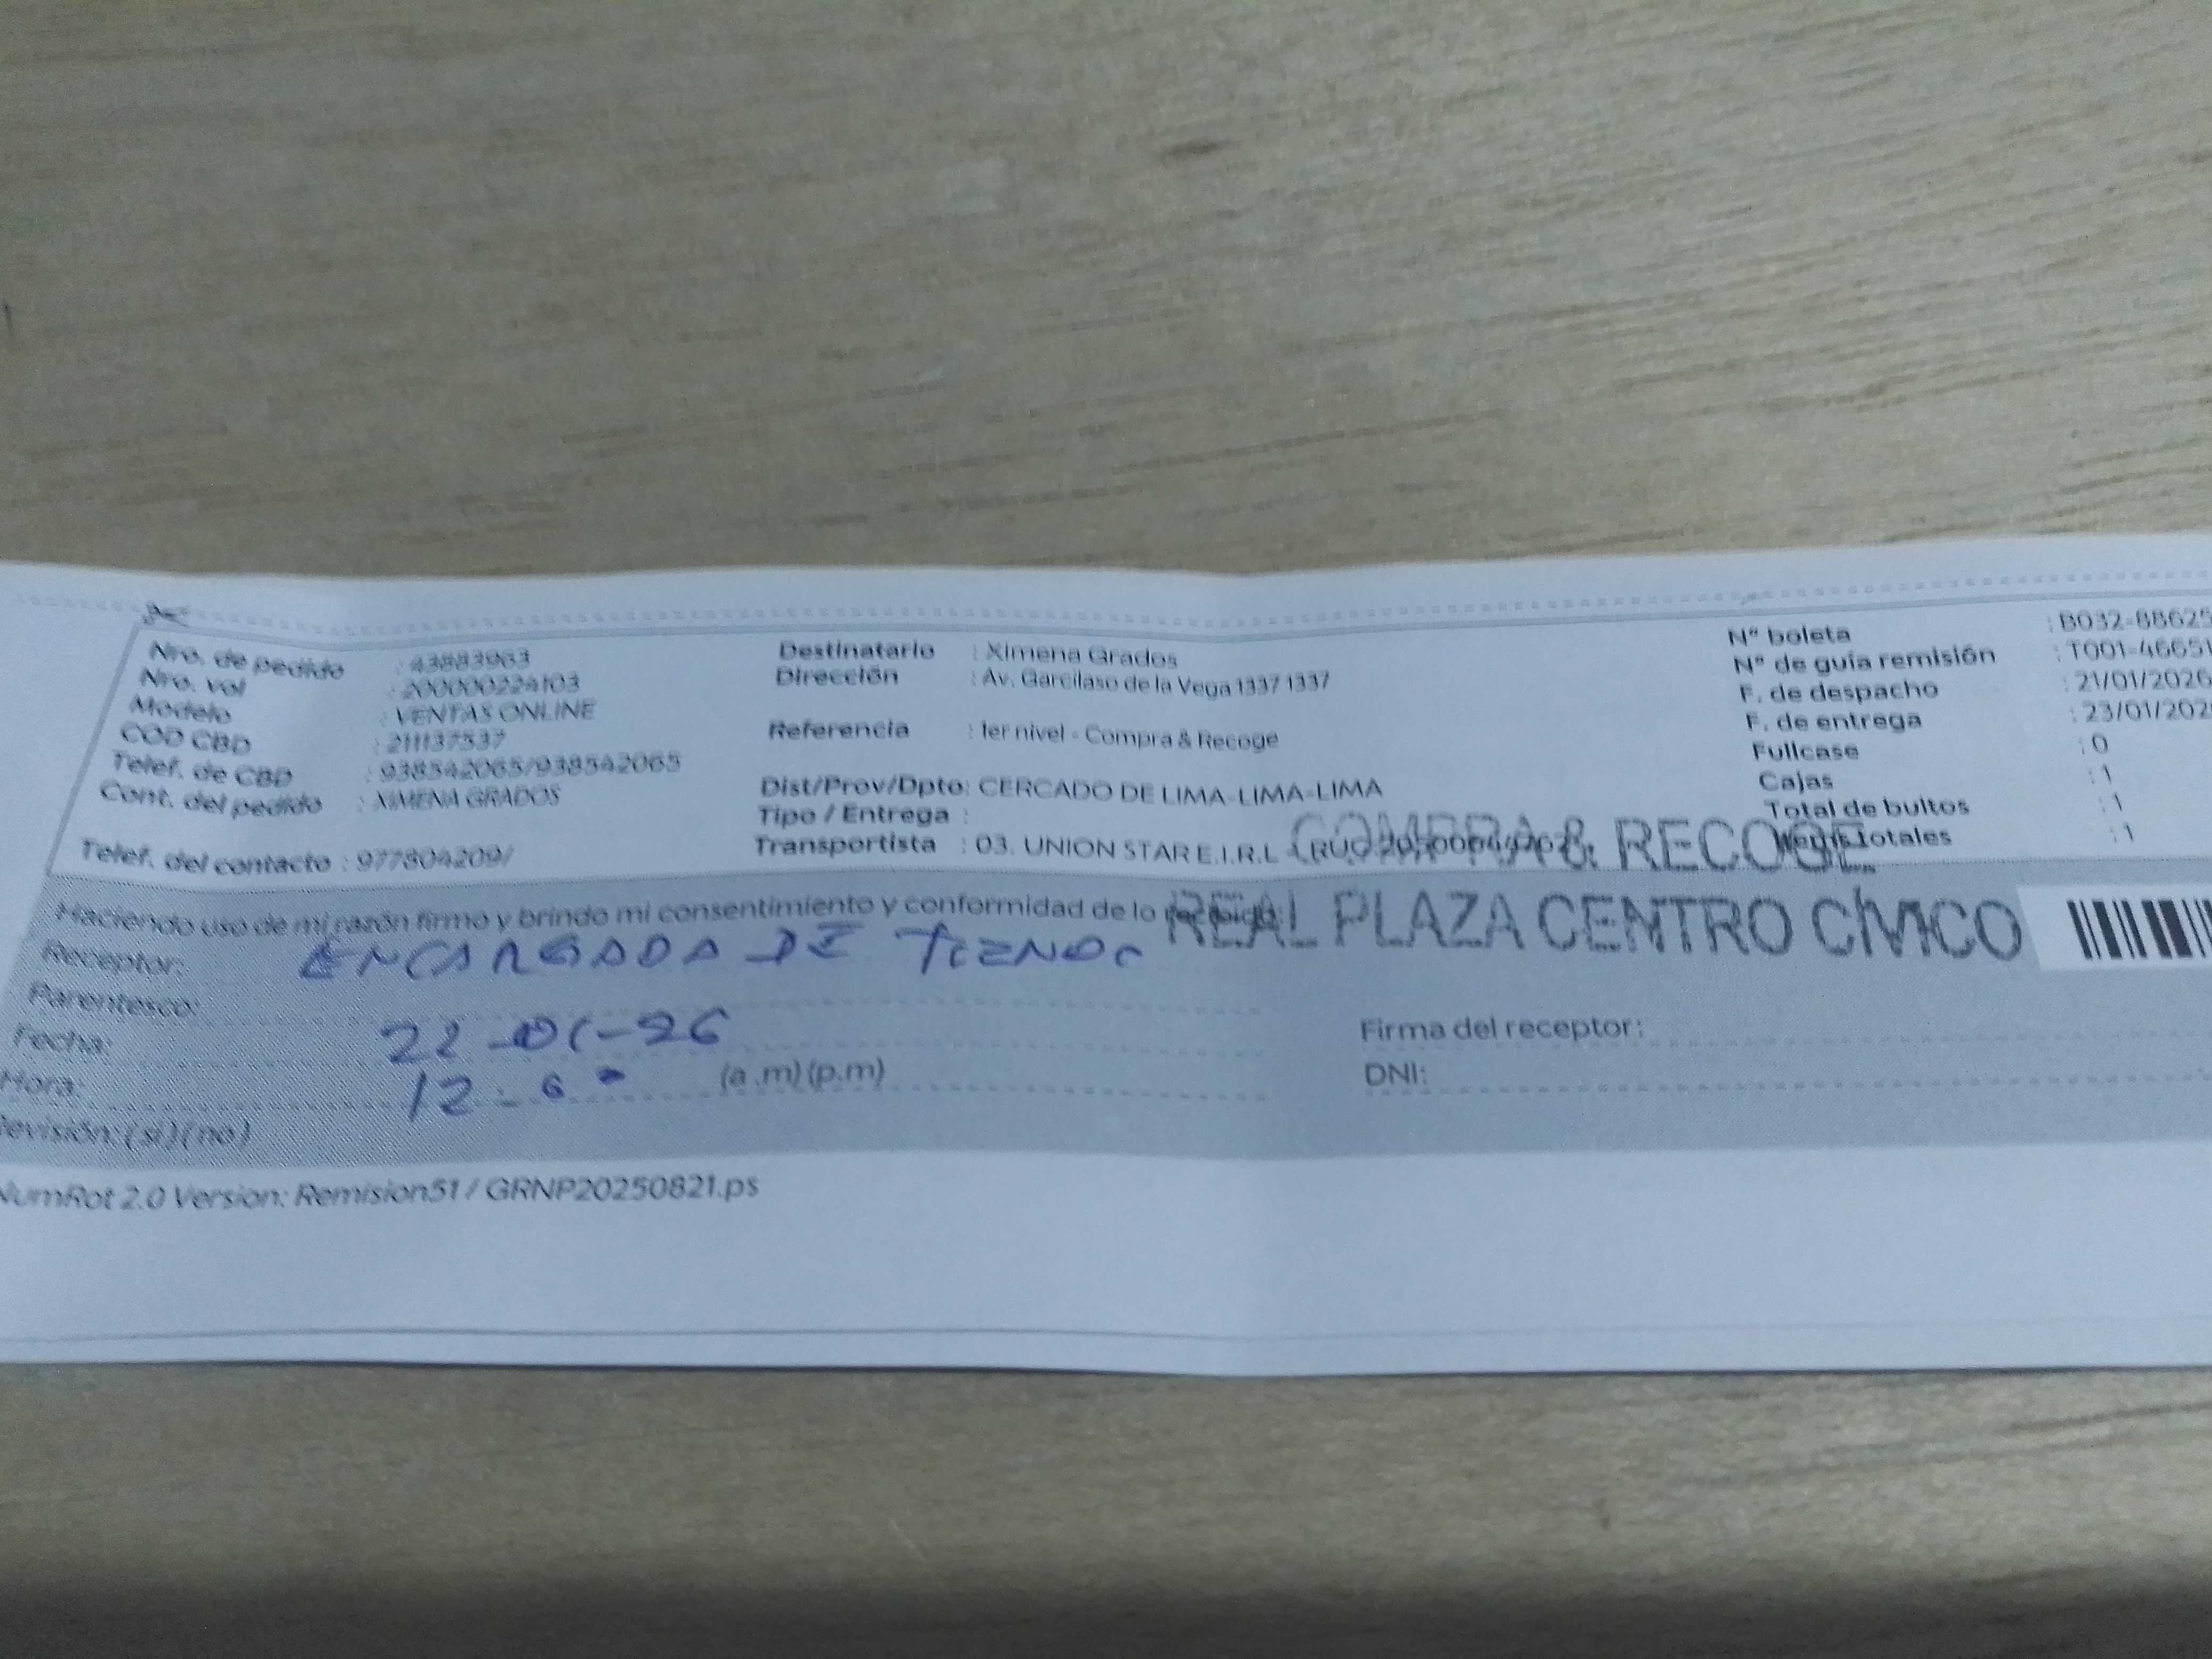 Nro. de pedido : 43883963
Nro. vol : 200000224103
Modelo : VENTAS ONLINE
COD CBD : 211137537
Telef. de CBD : 938542065/938542065
Cont. del pedido : XIMENA GRADOS
Telef. del contacto : 977804209/
Destinatario : Ximena Grados
Dirección : Av. Garcilaso de la Vega 1337 1337
Referencia : 1er nivel - Compra & Recoge
Dist/Prov/Dpto: CERCADO DE LIMA-LIMA-LIMA
Tipo / Entrega :
Transportista : 03. UNION STAR E.I.R.L
N° boleta : B032-88625
N° de guía remisión : T001-46651
F. de despacho : 21/01/2026
F. de entrega : 23/01/202
Fullcase : 0
Cajas : 1
Total de bultos : 1
totales : 1
COMPRA & RECOGE
REAL PLAZA CENTRO CÍVICO
Haciendo uso de mi razón firmo y brindo mi consentimiento y conformidad de lo
Receptor: ENCARGADA DE TIENDA
Parentesco:
Fecha: 22-01-26
Hora: 12: (a.m)(p.m)
Firma del receptor:
DNI:
evisión: (si)(no)
NumRot 2.0 Version: Remision51 / GRNP20250821.ps